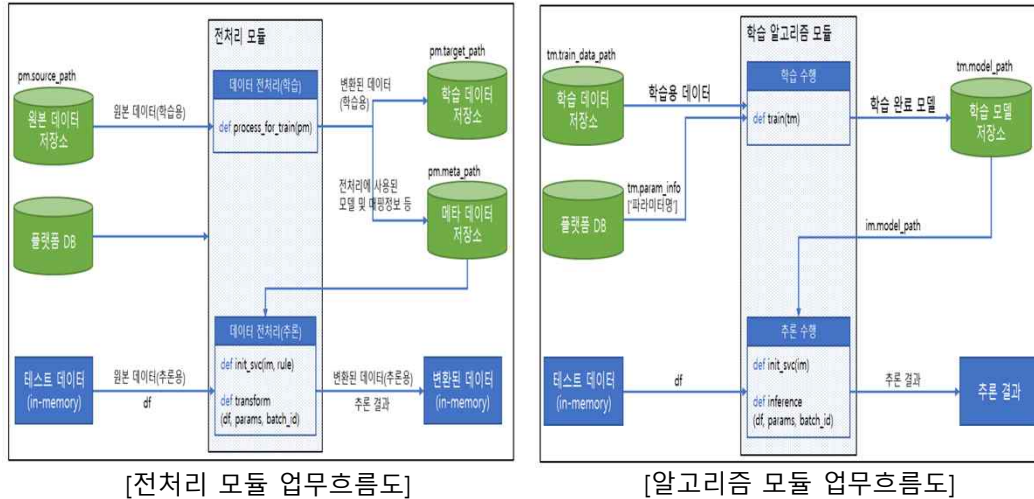 전처리 모듈
pm.source_path
원본 데이터
저장소
원본 데이터(학습용)
데이터 전처리(학습)
def process_for_train(pm)
변환된 데이터
(학습용)
pm.target_path
학습 데이터
저장소
전처리에 사용된
모델 및 매핑정보 등
pm.meta_path
메타 데이터
저장소
플랫폼 DB
데이터 전처리(추론)
def init_svc(im, rule)
def transform
(df, params, batch_id)
테스트 데이터
(in-memory)
원본 데이터(추론용)
df
변환된 데이터(추론용)
추론 결과
변환된 데이터
(in-memory)
[전처리 모듈 업무흐름도]
학습 알고리즘 모듈
tm.train_data_path
학습 데이터
저장소
학습용 데이터
학습 수행
def train(tm)
학습 완료 모델
tm.model_path
학습 모델
저장소
플랫폼 DB
tm.param_info
['파라미터명']
im.model_path
추론 수행
def init_svc(im)
def inference
(df, params, batch_id)
테스트 데이터
(in-memory)
df
추론 결과
추론 결과
[알고리즘 모듈 업무흐름도]